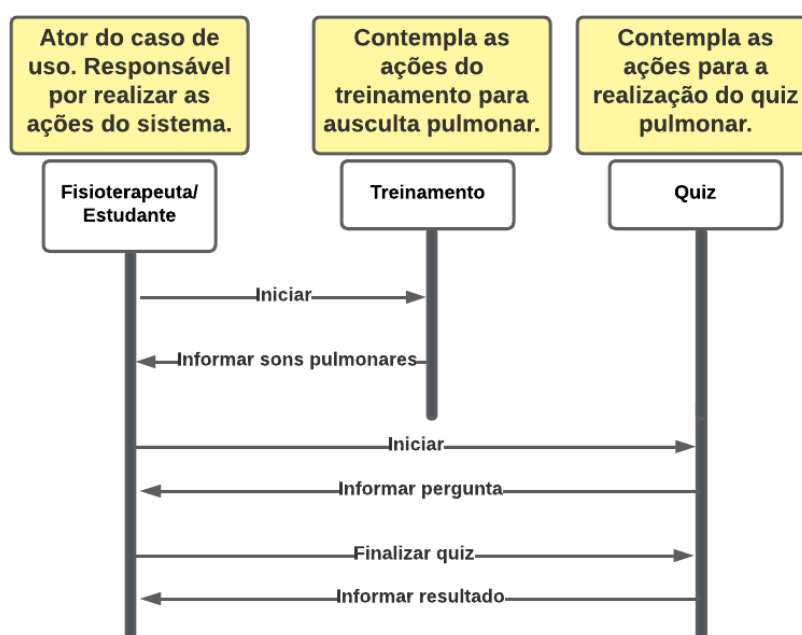 Ator do caso de
uso. Responsável
por realizar as
ações do sistema.
Contempla as
ações do
treinamento para
ausculta pulmonar.
Contempla as
ações para a
realização do quiz
pulmonar.
Fisioterapeuta/
Estudante
Treinamento
Quiz
Iniciar
Informar sons pulmonares
Iniciar
Informar pergunta
Finalizar quiz
Informar resultado